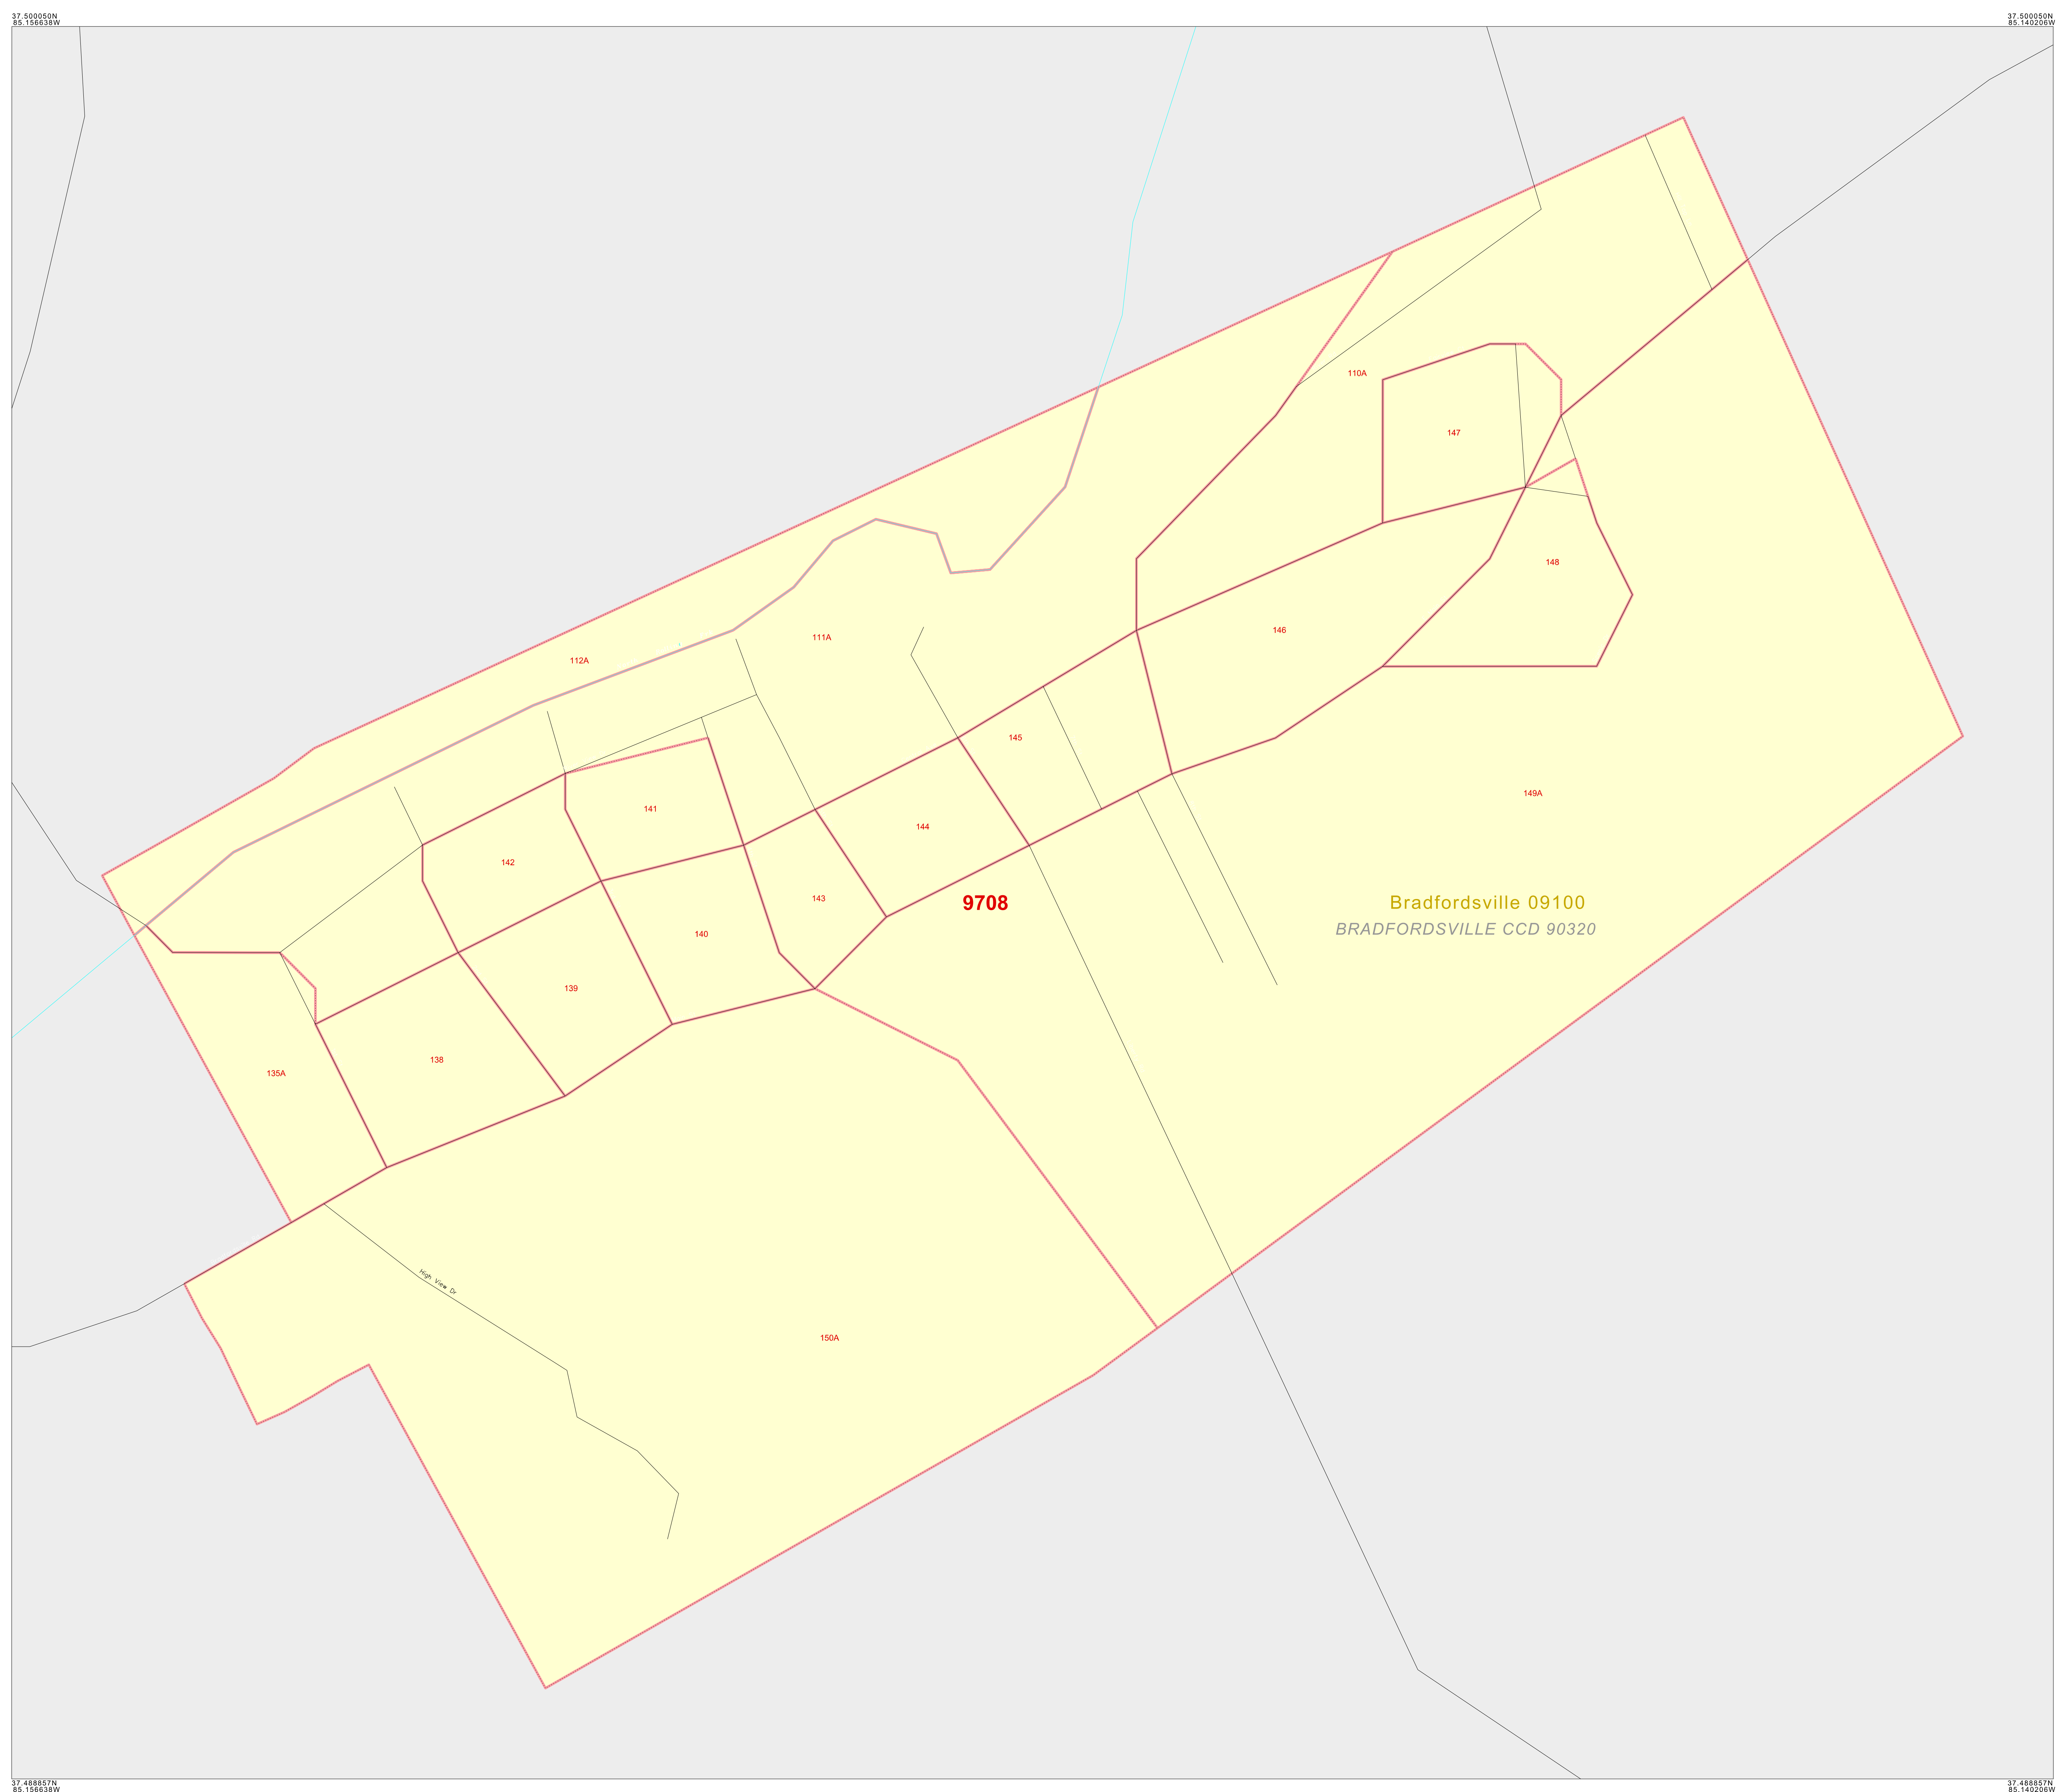 37.500050N
85.156638W
37.500050N
85.140206W
110A
147
148
146
111A
112A
145
149A
141
144
142
143
9708
Bradfordsville 09100
BRADFORDSVILLE CCD 90320
140
139
138
135A
High View Dr
150A
37.488857N
85.156638W
37.488857N
85.140206W